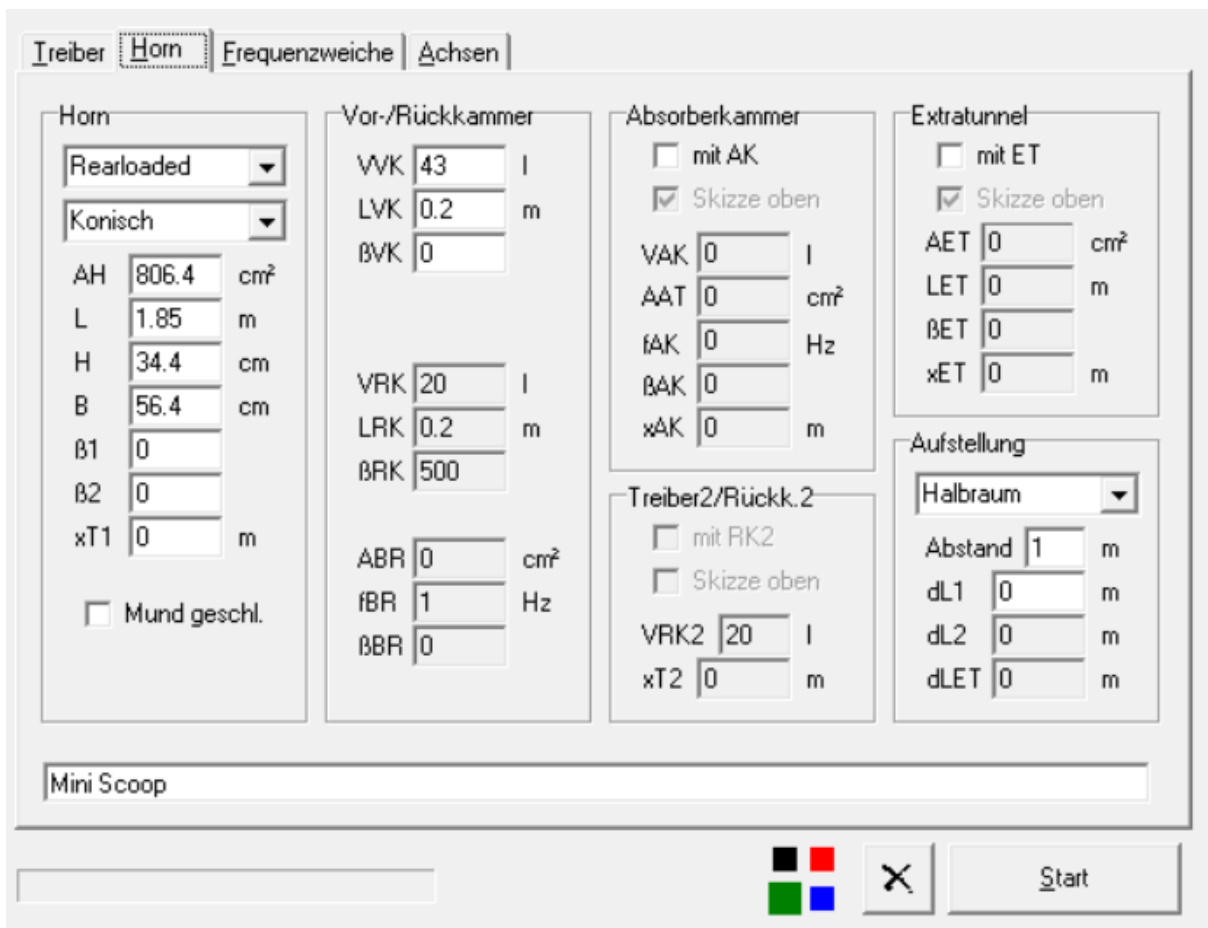 Treiber Horn Frequenzweiche Achsen
Horn
Rearloaded
Konisch
AH 806.4 cm²
L 1.85 m
H 34.4 cm
B 56.4 cm
ß1 0
ß2 0
xT1 0 m
Mund geschl.
Vor-/Rückkammer
VVK 43 l
LVK 0.2 m
ßVK 0
VRK 20 l
LRK 0.2 m
ßRK 500
ABR 0 cm²
fBR 1 Hz
ßBR 0
Absorberkammer
mit AK
Skizze oben
VAK 0 l
AAT 0 cm²
fAK 0 Hz
ßAK 0
xAK 0 m
Treiber2/Rückk.2
mit RK2
Skizze oben
VRK2 20 l
xT2 0 m
Extratunnel
mit ET
Skizze oben
AET 0 cm²
LET 0 m
ßET 0
xET 0 m
Aufstellung
Halbraum
Abstand 1 m
dL1 0 m
dL2 0 m
dLET 0 m
Mini Scoop
Start